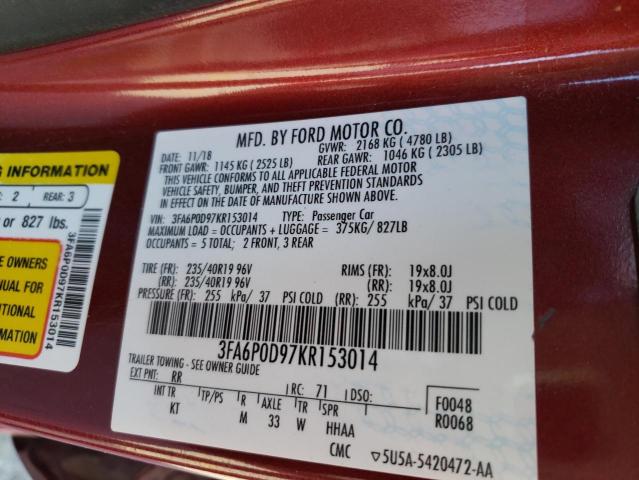 MFD. BY FORD MOTOR CO.
DATE: 11/18 GVWR: 2168 KG ( 4780 LB)
FRONT GAWR: 1145 KG ( 2525 LB) REAR GAWR: 1046 KG ( 2305 LB)
THIS VEHICLE CONFORMS TO ALL APPLICABLE FEDERAL MOTOR
VEHICLE SAFETY, BUMPER, AND THEFT PREVENTION STANDARDS
IN EFFECT ON THE DATE OF MANUFACTURE SHOWN ABOVE.
VIN: 3FA6P0D97KR153014 TYPE: Passenger Car
MAXIMUM LOAD = OCCUPANTS + LUGGAGE = 375KG/ 827LB
OCCUPANTS = 5 TOTAL; 2 FRONT, 3 REAR
TIRE (FR): 235/40R19 96V RIMS (FR): 19x8.0J
(RR): 235/40R19 96V (RR): 19x8.0J
PRESSURE (FR): 255 kPa/ 37 PSI COLD (RR): 255 kPa/ 37 PSI COLD
3FA6P0D97KR153014
TRAILER TOWING - SEE OWNER GUIDE
EXT PNT: RR RC: 71 DSO: F0048
INT TR TP/PS R AXLE TR SPR R0068
KT M 33 W HHAA
CMC 5U5A-5420472-AA
INFORMATION
2 REAR: 3
or 827 lbs.
OWNERS
MANUAL FOR
INFORMATION
3FA6P0D97KR153014